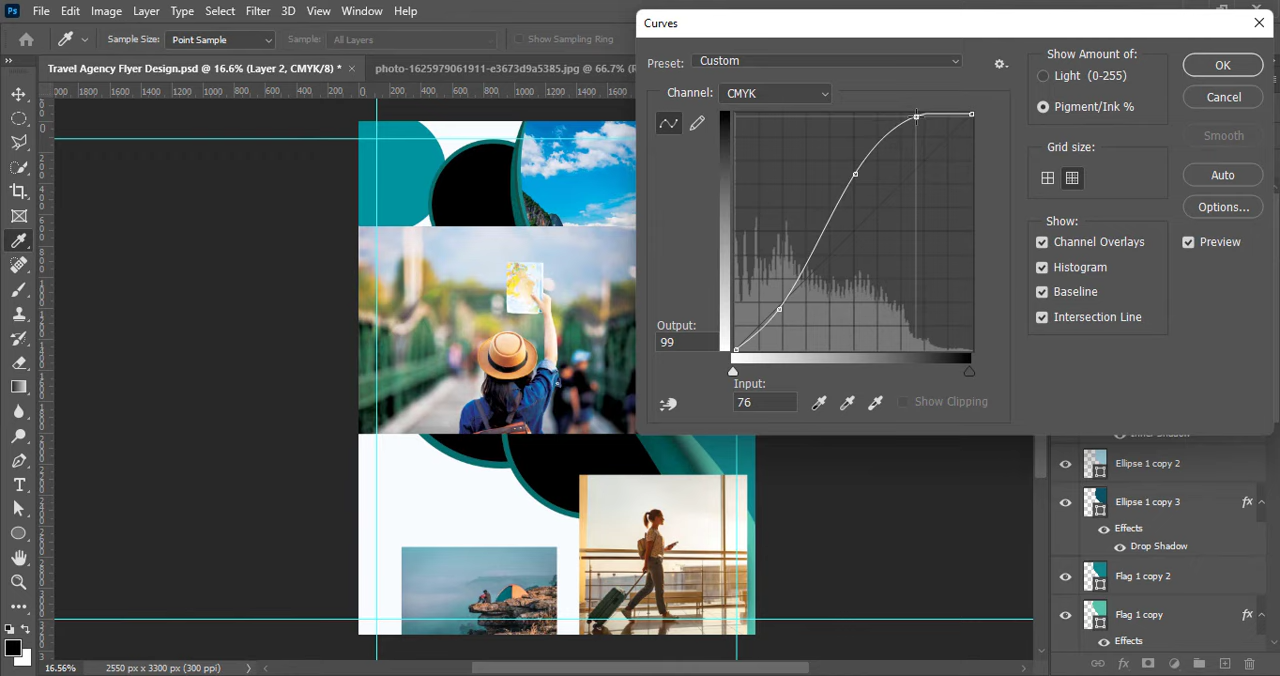 Ps File Edit Image Layer Type Select Filter 3D View Window Help
Sample Size: Point Sample Sample: All Layers Show Sampling Ring
Travel Agency Flyer Design.psd @ 16.6% (Layer 2, CMYK/8) * ×
photo-1625979061911-e3673d9a5385.jpg @ 66.7% (R
Curves
Preset: Custom
Channel: CMYK
Output:
99
Input:
76
Show Clipping
Show Amount of:
Light (0-255)
Pigment/Ink %
Grid size:
Show:
Channel Overlays
Histogram
Baseline
Intersection Line
OK
Cancel
Smooth
Auto
Options...
Preview
Inner Shadow
Ellipse 1 copy 2
Ellipse 1 copy 3 fx
Effects
Drop Shadow
Flag 1 copy 2
Flag 1 copy fx
Effects
16.56% 2550 px x 3300 px (300 ppi)